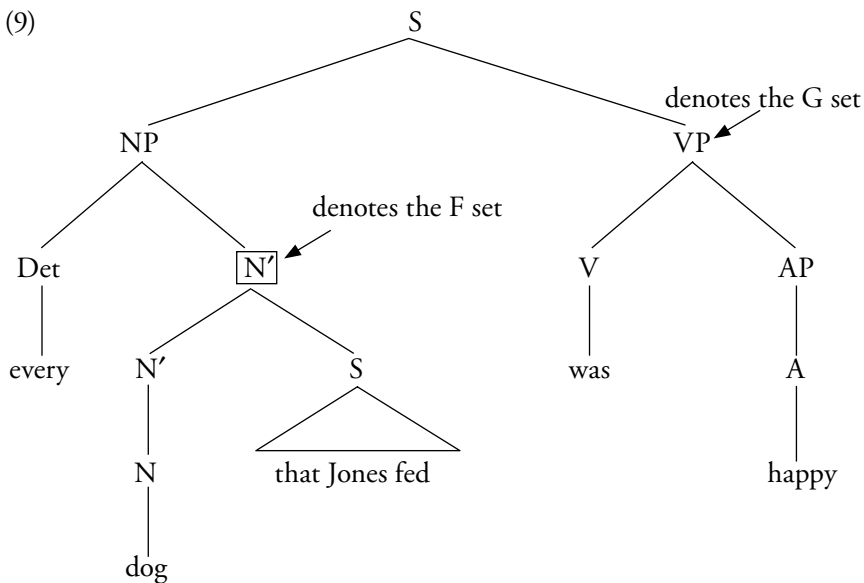 (9) S
denotes the G set
NP VP
denotes the F set
Det N′ V AP
every N′ S was A
N that Jones fed happy
dog